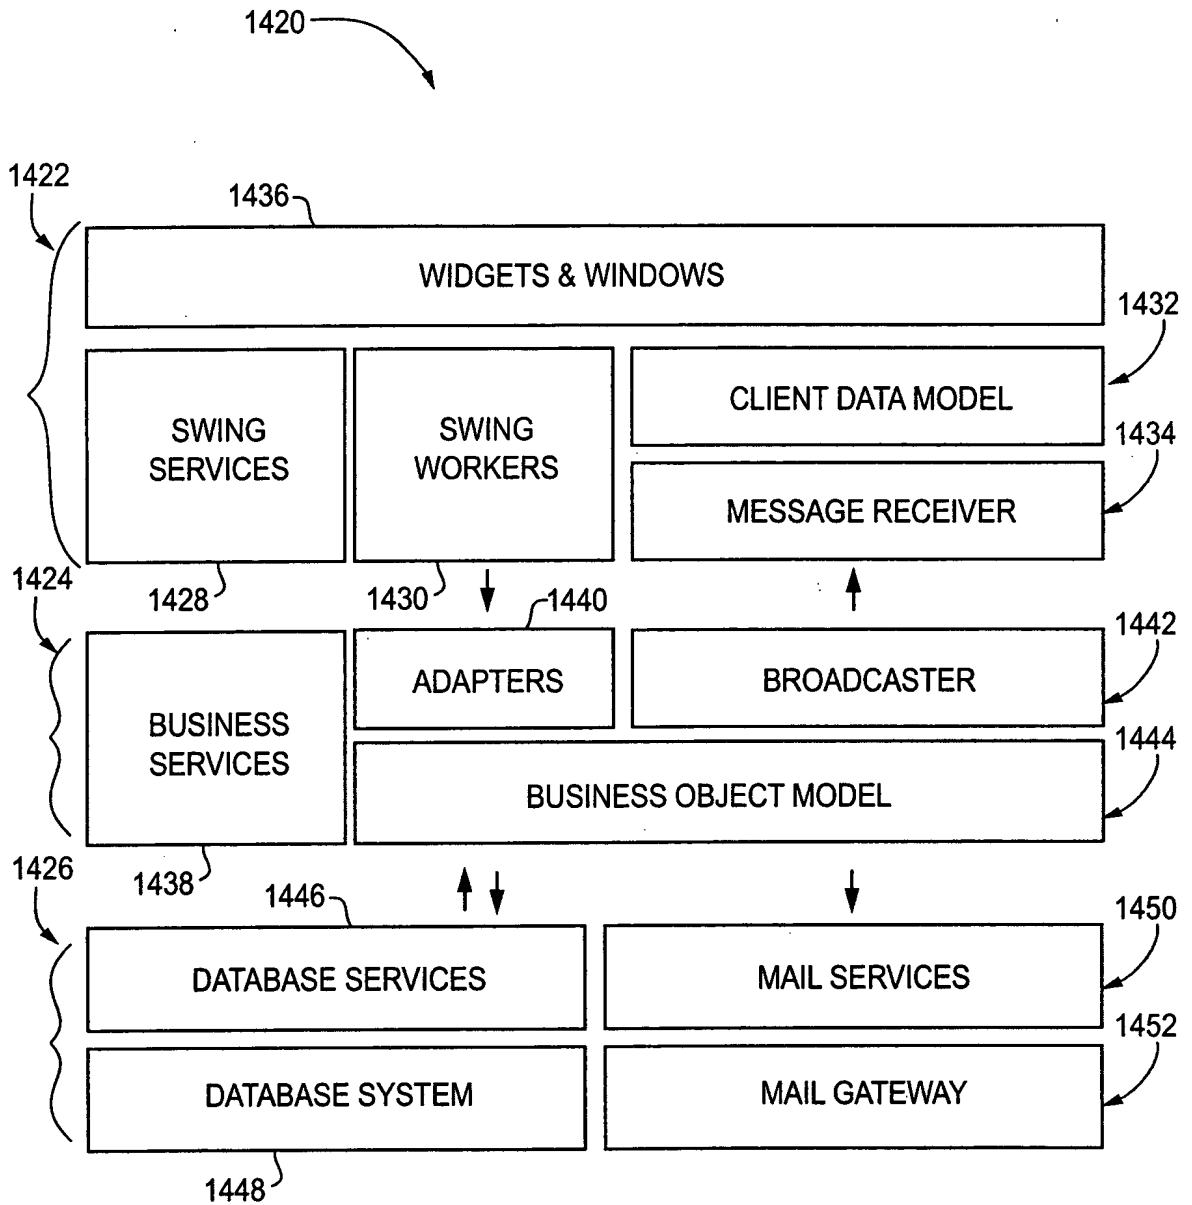 1420
1422
1436
WIDGETS & WINDOWS
1432
SWING
SERVICES
SWING
WORKERS
CLIENT DATA MODEL
1434
MESSAGE RECEIVER
1424
1428
1430
1440
1442
ADAPTERS
BROADCASTER
BUSINESS
SERVICES
1444
BUSINESS OBJECT MODEL
1426
1438
1446
1450
DATABASE SERVICES
MAIL SERVICES
1452
DATABASE SYSTEM
MAIL GATEWAY
1448